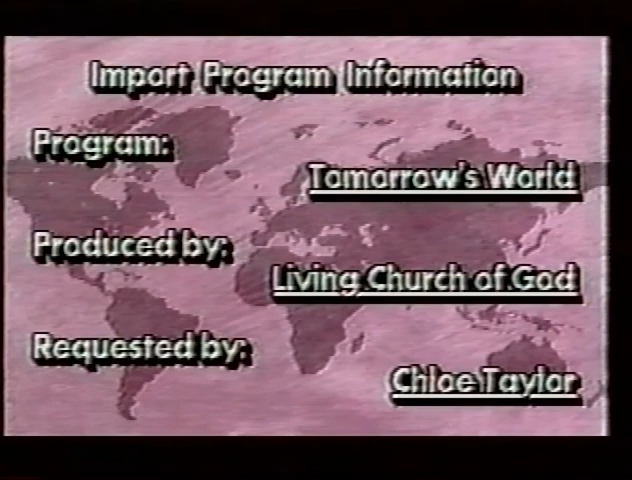 Import Program Information
Program:
Tomorrow's World
Produced by:
Living Church of God
Requested by:
Chloe Taylor